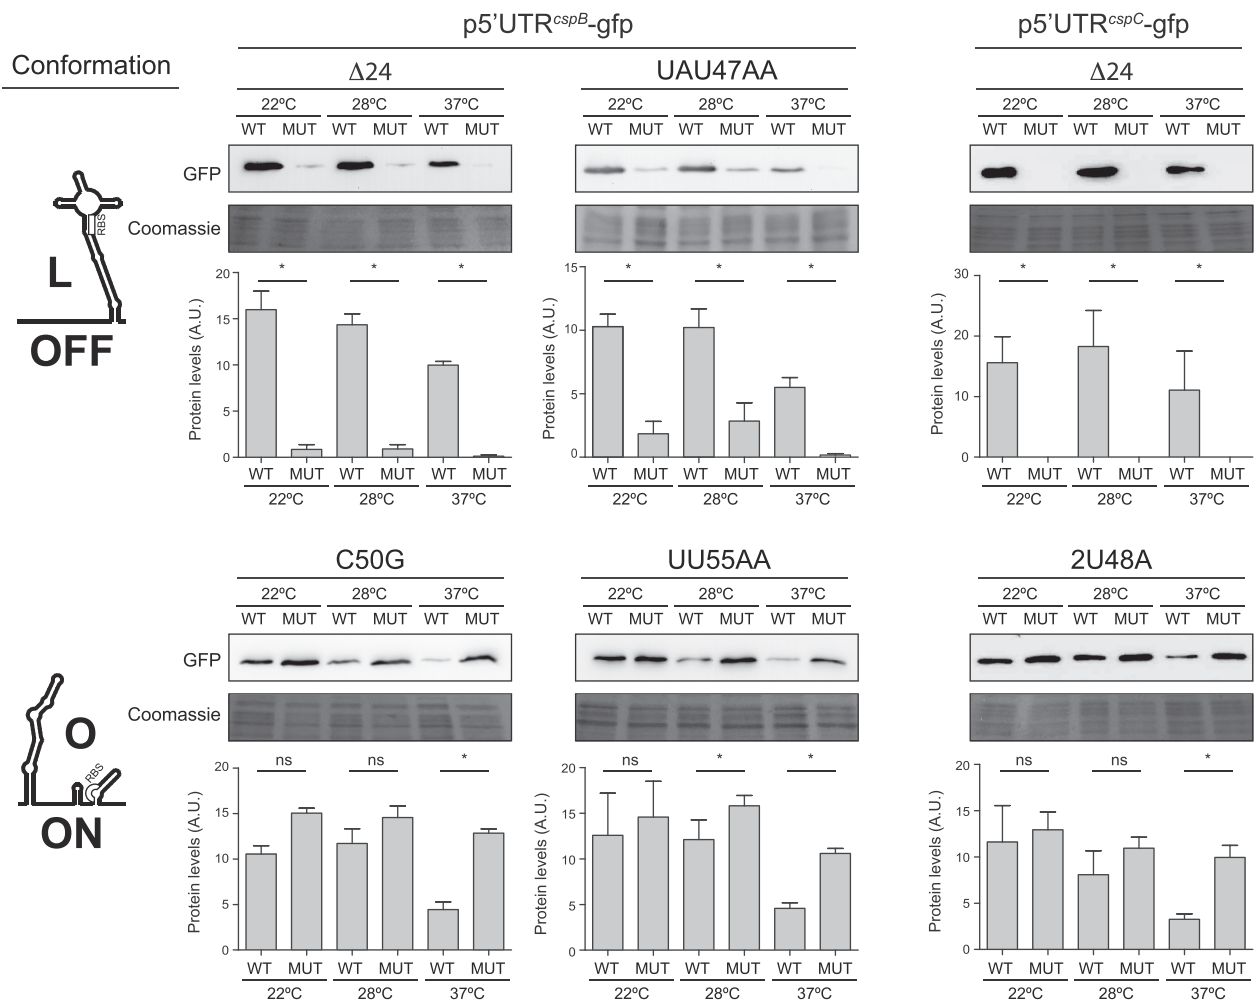 p5'UTRcspB-gfp
p5'UTRcspC-gfp
Conformation
Δ24
UAU47AA
Δ24
22ºC 28ºC 37ºC
22ºC 28ºC 37ºC
22ºC 28ºC 37ºC
WT MUT WT MUT WT MUT
WT MUT WT MUT WT MUT
WT MUT WT MUT WT MUT
GFP
Coomassie
RBS
L
OFF
Protein levels (A.U.)
20
15
10
5
0
* * *
WT MUT WT MUT WT MUT
22ºC 28ºC 37ºC
Protein levels (A.U.)
15
10
5
0
* * *
WT MUT WT MUT WT MUT
22ºC 28ºC 37ºC
Protein levels (A.U.)
30
20
10
0
* * *
WT MUT WT MUT WT MUT
22ºC 28ºC 37ºC
C50G
UU55AA
2U48A
22ºC 28ºC 37ºC
22ºC 28ºC 37ºC
22ºC 28ºC 37ºC
WT MUT WT MUT WT MUT
WT MUT WT MUT WT MUT
WT MUT WT MUT WT MUT
GFP
Coomassie
O
RBS
ON
Protein levels (A.U.)
20
15
10
5
0
ns ns *
WT MUT WT MUT WT MUT
22ºC 28ºC 37ºC
Protein levels (A.U.)
20
15
10
5
0
ns * *
WT MUT WT MUT WT MUT
22ºC 28ºC 37ºC
Protein levels (A.U.)
20
15
10
5
0
ns ns *
WT MUT WT MUT WT MUT
22ºC 28ºC 37ºC